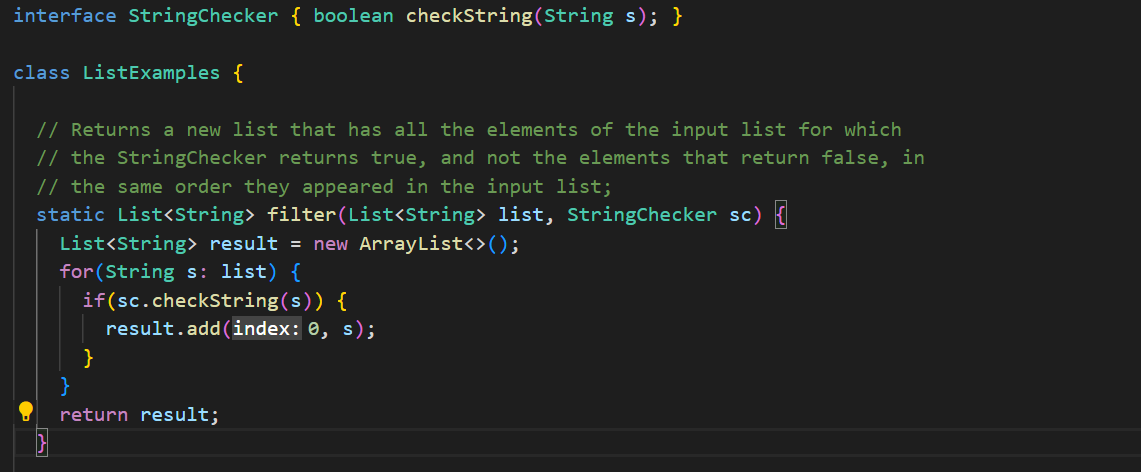 interface StringChecker { boolean checkString(String s); }
class ListExamples {
// Returns a new list that has all the elements of the input list for which
// the StringChecker returns true, and not the elements that return false, in
// the same order they appeared in the input list;
static List<String> filter(List<String> list, StringChecker sc) {
List<String> result = new ArrayList<>();
for(String s: list) {
if(sc.checkString(s)) {
result.add(index: 0, s);
}
}
return result;
}